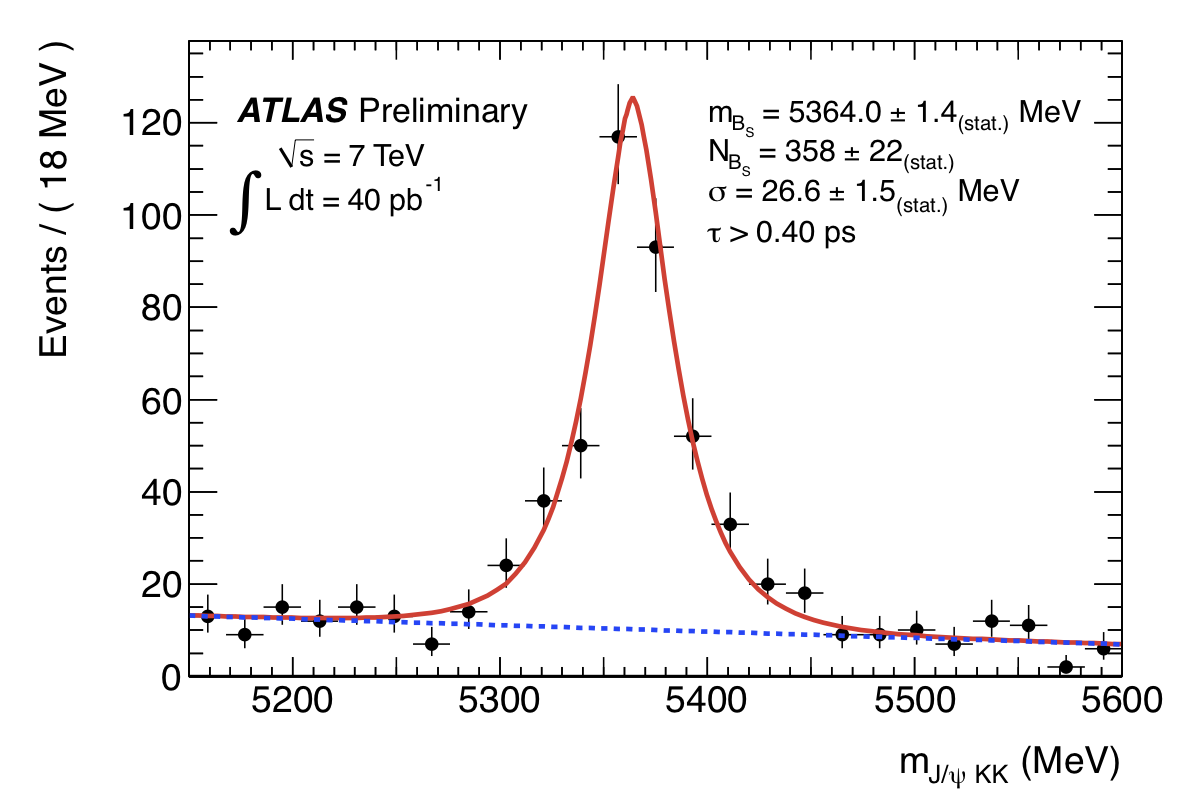 Events / ( 18 MeV )
ATLAS Preliminary
√s = 7 TeV
∫ L dt = 40 pb⁻¹
m_{B_S} = 5364.0 ± 1.4_{(stat.)} MeV
N_{B_S} = 358 ± 22_{(stat.)}
σ = 26.6 ± 1.5_{(stat.)} MeV
τ > 0.40 ps
120
100
80
60
40
20
0
5200 5300 5400 5500 5600
m_{J/ψ KK} (MeV)